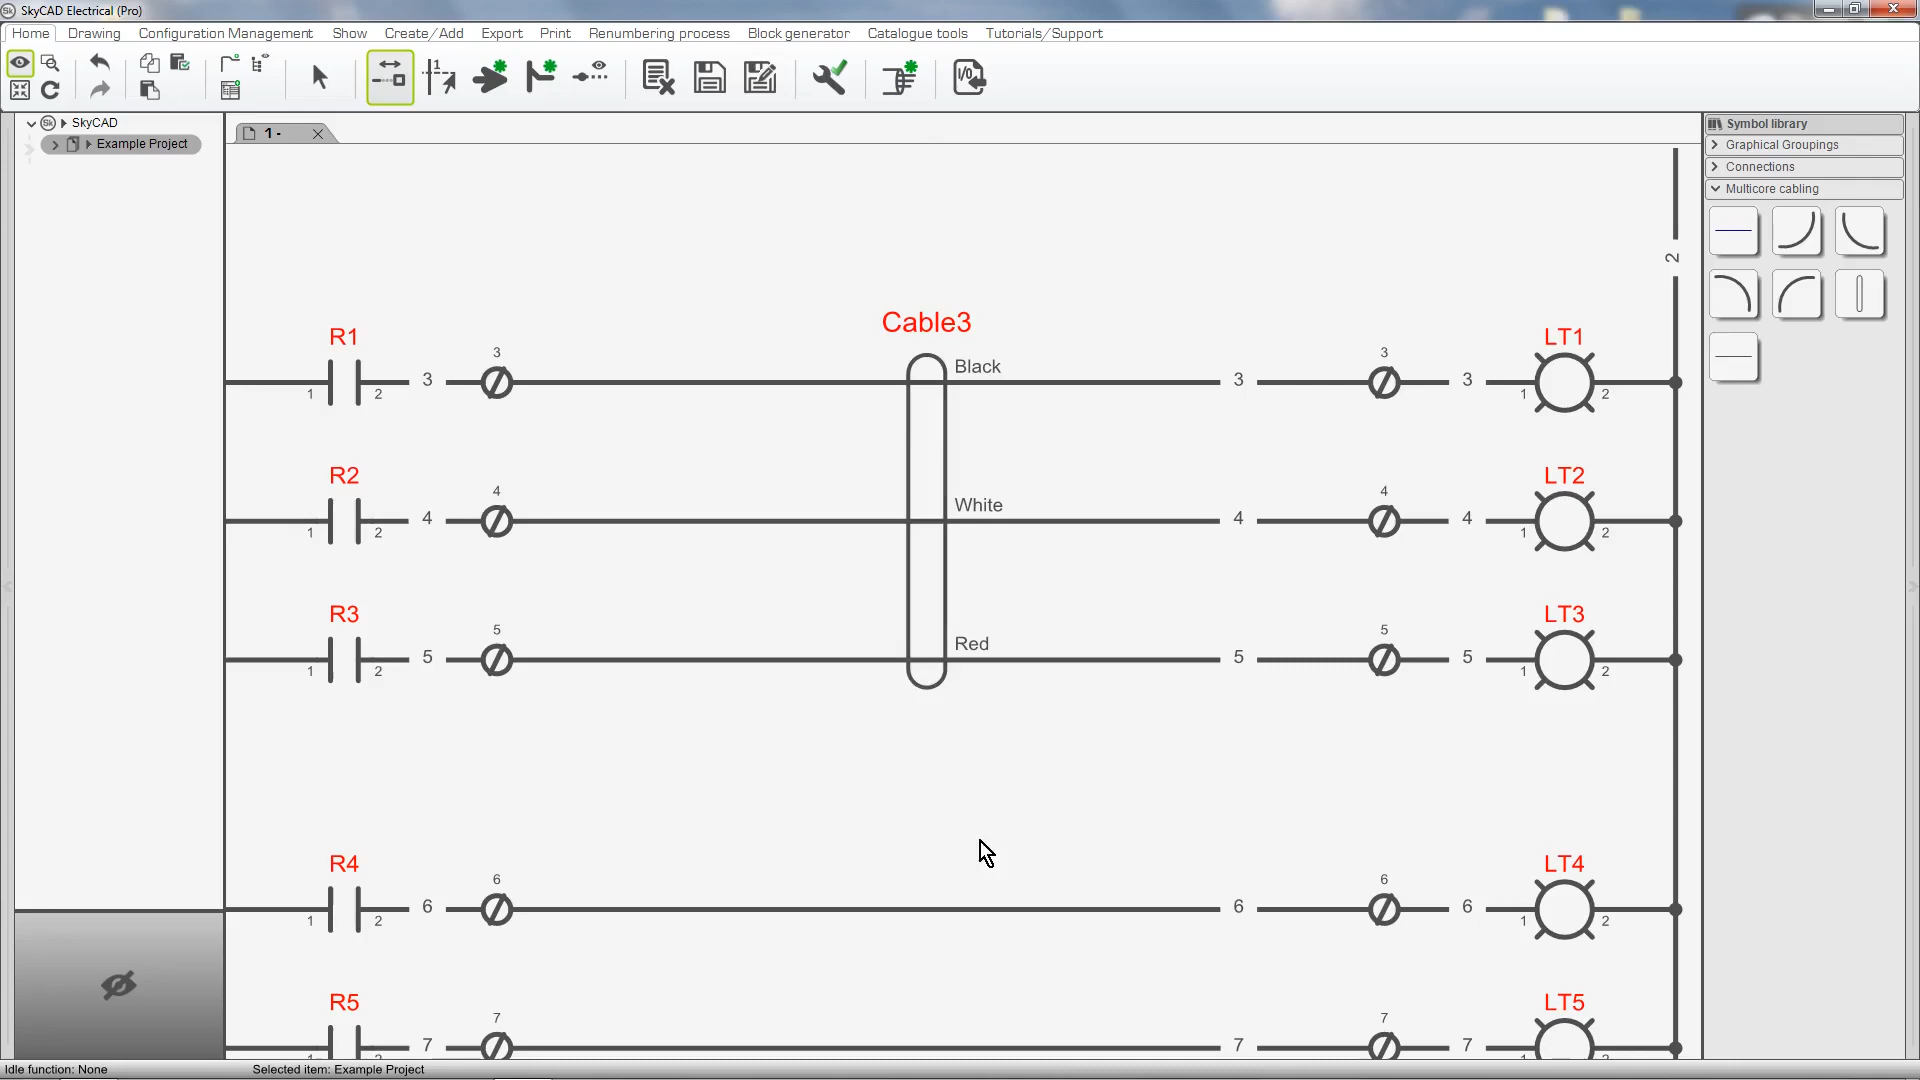 SkyCAD Electrical (Pro)
Home Drawing Configuration Management Show Create/Add Export Print Renumbering process Block generator Catalogue tools Tutorials/Support
SkyCAD
Example Project
1 -
Symbol library
Graphical Groupings
Connections
Multicore cabling
2
Cable3
R1
1
2
3
3
Black
3
3
3
LT1
1
2
R2
1
2
4
4
White
4
4
4
LT2
1
2
R3
1
2
5
5
Red
5
5
5
LT3
1
2
R4
1
2
6
6
6
6
6
LT4
1
2
R5
7
7
7
7
7
LT5
Idle function: None
Selected item: Example Project